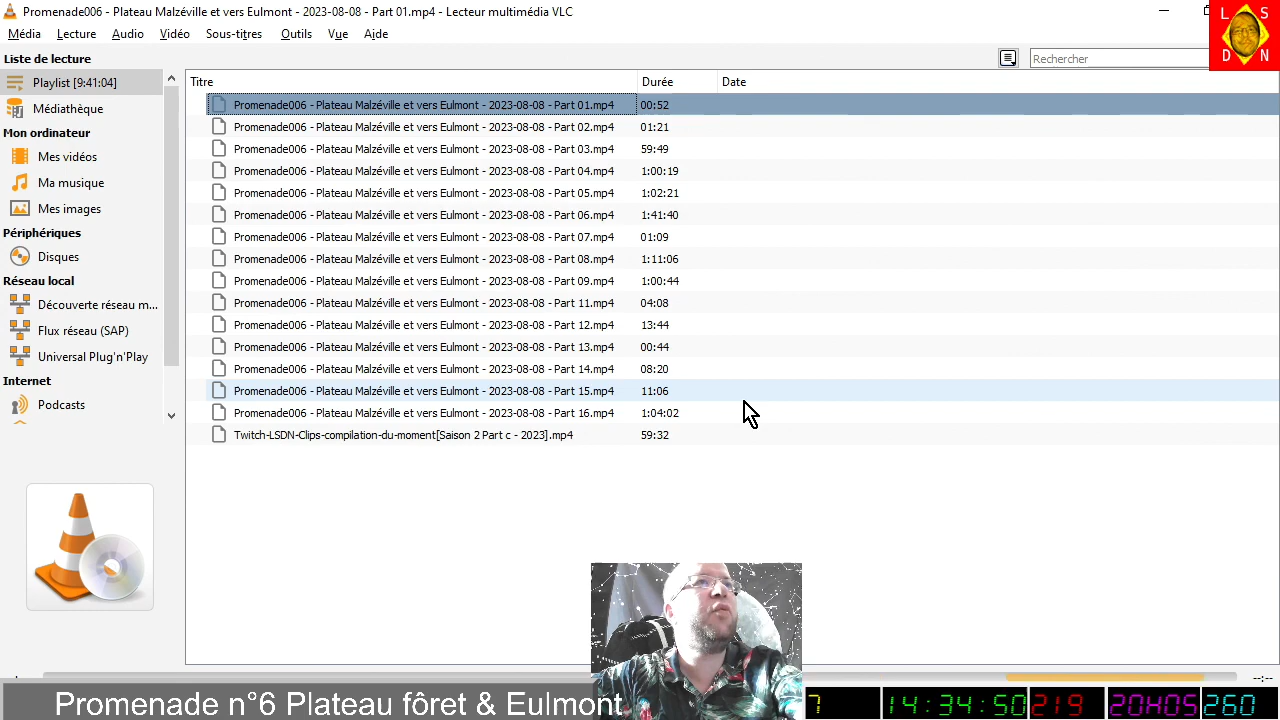 Promenade006 - Plateau Malzéville et vers Eulmont - 2023-08-08 - Part 01.mp4 - Lecteur multimédia VLC
L S
D N
Média Lecture Audio Vidéo Sous-titres Outils Vue Aide
Liste de lecture
Rechercher
Playlist [9:41:04]
Médiathèque
Mon ordinateur
Mes vidéos
Ma musique
Mes images
Périphériques
Disques
Réseau local
Découverte réseau m...
Flux réseau (SAP)
Universal Plug'n'Play
Internet
Podcasts
Titre Durée Date
Promenade006 - Plateau Malzéville et vers Eulmont - 2023-08-08 - Part 01.mp4 00:52
Promenade006 - Plateau Malzéville et vers Eulmont - 2023-08-08 - Part 02.mp4 01:21
Promenade006 - Plateau Malzéville et vers Eulmont - 2023-08-08 - Part 03.mp4 59:49
Promenade006 - Plateau Malzéville et vers Eulmont - 2023-08-08 - Part 04.mp4 1:00:19
Promenade006 - Plateau Malzéville et vers Eulmont - 2023-08-08 - Part 05.mp4 1:02:21
Promenade006 - Plateau Malzéville et vers Eulmont - 2023-08-08 - Part 06.mp4 1:41:40
Promenade006 - Plateau Malzéville et vers Eulmont - 2023-08-08 - Part 07.mp4 01:09
Promenade006 - Plateau Malzéville et vers Eulmont - 2023-08-08 - Part 08.mp4 1:11:06
Promenade006 - Plateau Malzéville et vers Eulmont - 2023-08-08 - Part 09.mp4 1:00:44
Promenade006 - Plateau Malzéville et vers Eulmont - 2023-08-08 - Part 11.mp4 04:08
Promenade006 - Plateau Malzéville et vers Eulmont - 2023-08-08 - Part 12.mp4 13:44
Promenade006 - Plateau Malzéville et vers Eulmont - 2023-08-08 - Part 13.mp4 00:44
Promenade006 - Plateau Malzéville et vers Eulmont - 2023-08-08 - Part 14.mp4 08:20
Promenade006 - Plateau Malzéville et vers Eulmont - 2023-08-08 - Part 15.mp4 11:06
Promenade006 - Plateau Malzéville et vers Eulmont - 2023-08-08 - Part 16.mp4 1:04:02
Twitch-LSDN-Clips-compilation-du-moment[Saison 2 Part c - 2023].mp4 59:32
--:--
Promenade n°6 Plateau fôret & Eulmont
7 14:34:50 219 20H05 260